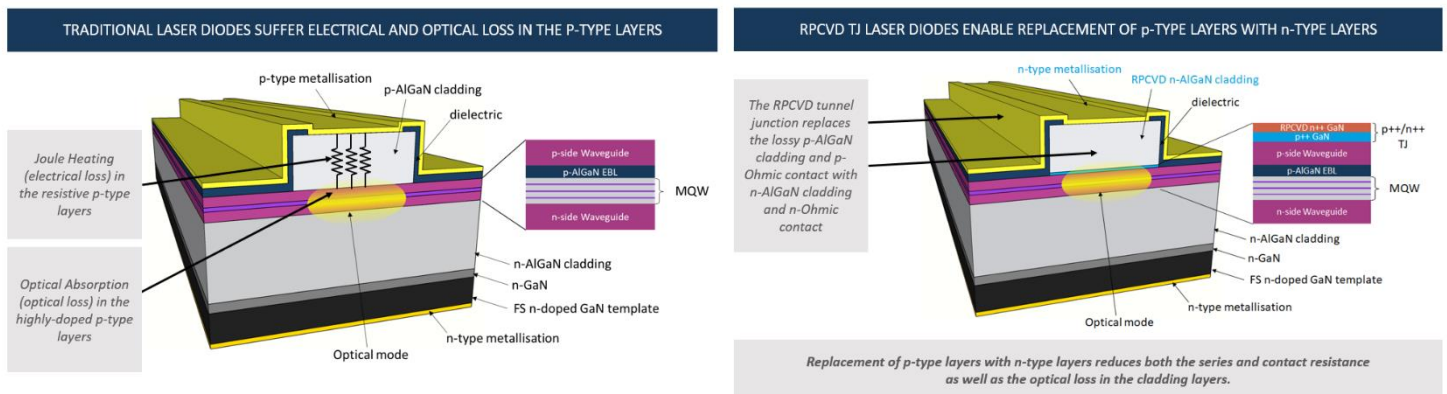 TRADITIONAL LASER DIODES SUFFER ELECTRICAL AND OPTICAL LOSS IN THE P-TYPE LAYERS
p-type metallisation
p-AlGaN cladding
dielectric
Joule Heating
(electrical loss) in
the resistive p-type
layers
Optical Absorption
(optical loss) in the
highly-doped p-type
layers
p-side Waveguide
p-AlGaN EBL
MQW
n-side Waveguide
n-AlGaN cladding
n-GaN
FS n-doped GaN template
n-type metallisation
Optical mode
RPCVD TJ LASER DIODES ENABLE REPLACEMENT OF p-TYPE LAYERS WITH n-TYPE LAYERS
n-type metallisation
RPCVD n-AlGaN cladding
dielectric
The RPCVD tunnel
junction replaces
the lossy p-AlGaN
cladding and p-
Ohmic contact with
n-AlGaN cladding
and n-Ohmic
contact
RPCVD n++ GaN
p++ GaN
p++/n++
TJ
p-side Waveguide
p-AlGaN EBL
MQW
n-side Waveguide
n-AlGaN cladding
n-GaN
FS n-doped GaN template
n-type metallisation
Optical mode
Replacement of p-type layers with n-type layers reduces both the series and contact resistance
as well as the optical loss in the cladding layers.